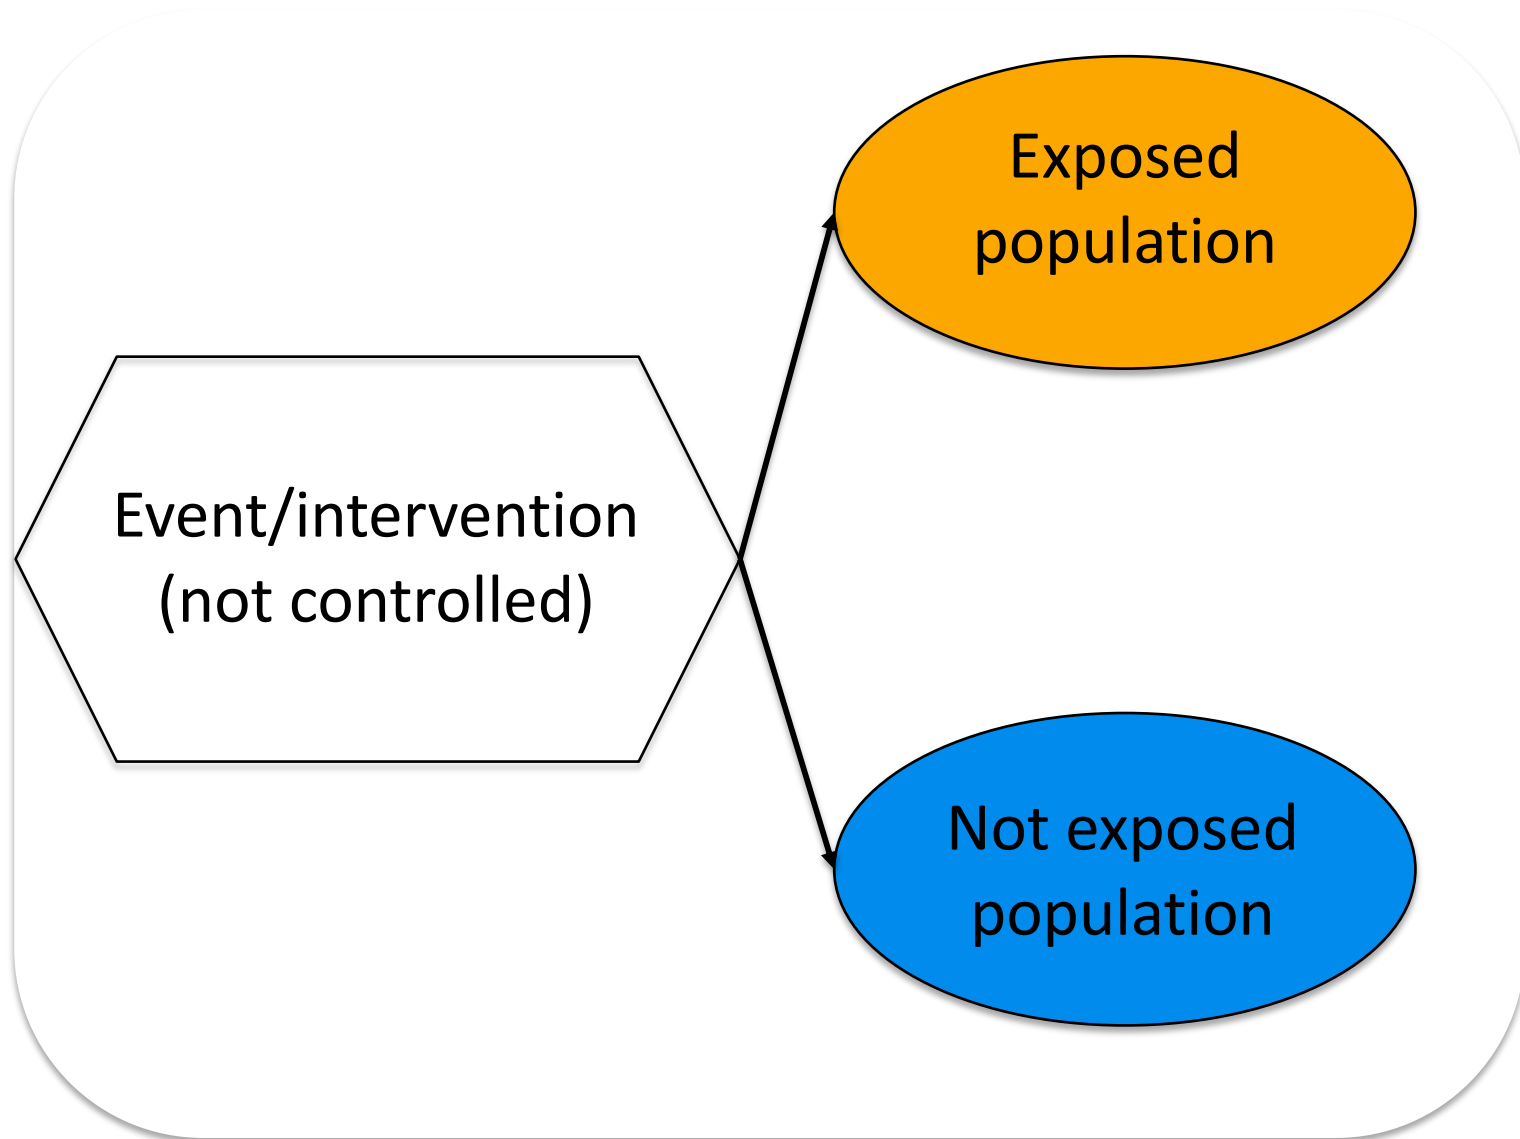 Exposed
population
Event/intervention
(not controlled)
Not exposed
population